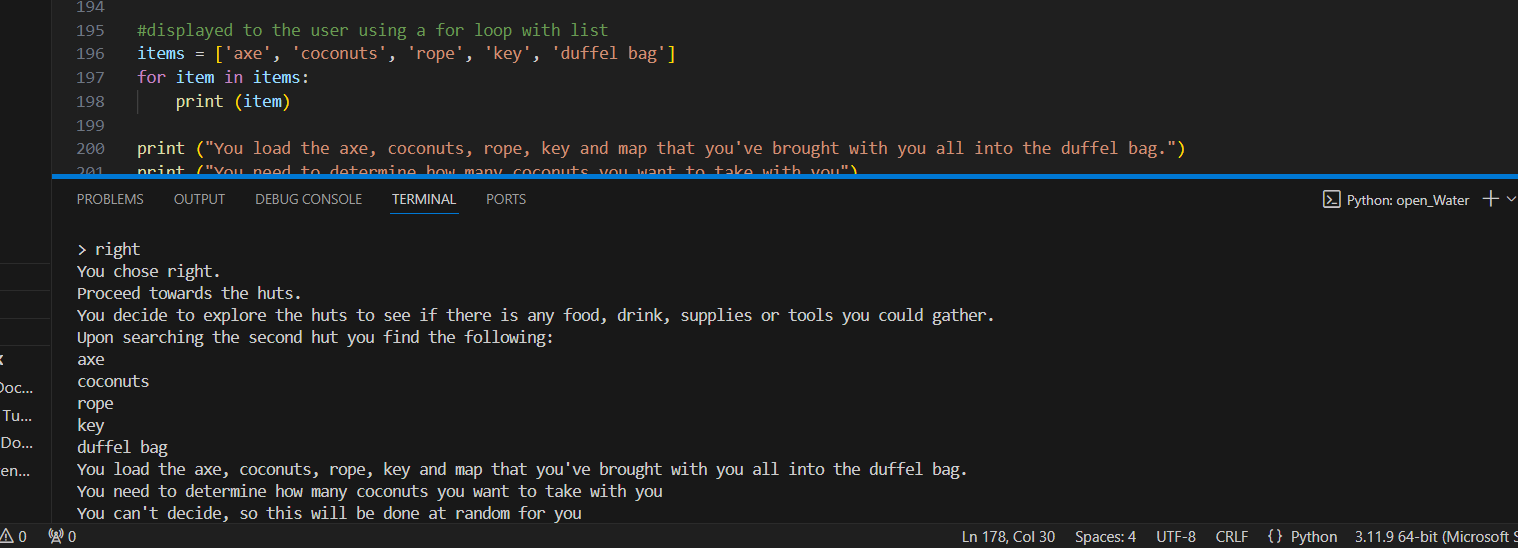 194
195 #displayed to the user using a for loop with list
196 items = ['axe', 'coconuts', 'rope', 'key', 'duffel bag']
197 for item in items:
198 print (item)
199
200 print ("You load the axe, coconuts, rope, key and map that you've brought with you all into the duffel bag.")
201 print ("You need to determine how many coconuts you want to take with you")
PROBLEMS OUTPUT DEBUG CONSOLE TERMINAL PORTS Python: open_Water
> right
You chose right.
Proceed towards the huts.
You decide to explore the huts to see if there is any food, drink, supplies or tools you could gather.
Upon searching the second hut you find the following:
axe
coconuts
rope
key
duffel bag
You load the axe, coconuts, rope, key and map that you've brought with you all into the duffel bag.
You need to determine how many coconuts you want to take with you
You can't decide, so this will be done at random for you
Doc...
Tu...
Do...
en...
0 0 Ln 178, Col 30 Spaces: 4 UTF-8 CRLF {} Python 3.11.9 64-bit (Microsoft S